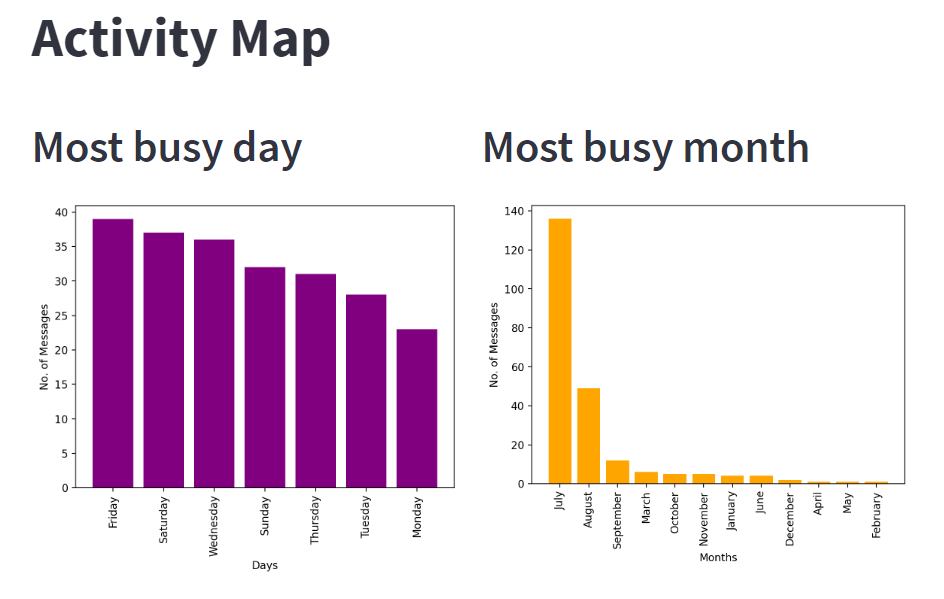 Activity Map
Most busy day
40
35
30
25
20
15
10
5
0
No. of Messages
Friday
Saturday
Wednesday
Sunday
Thursday
Tuesday
Monday
Days
Most busy month
140
120
100
80
60
40
20
0
No. of Messages
July
August
September
March
October
November
January
June
December
April
May
February
Months